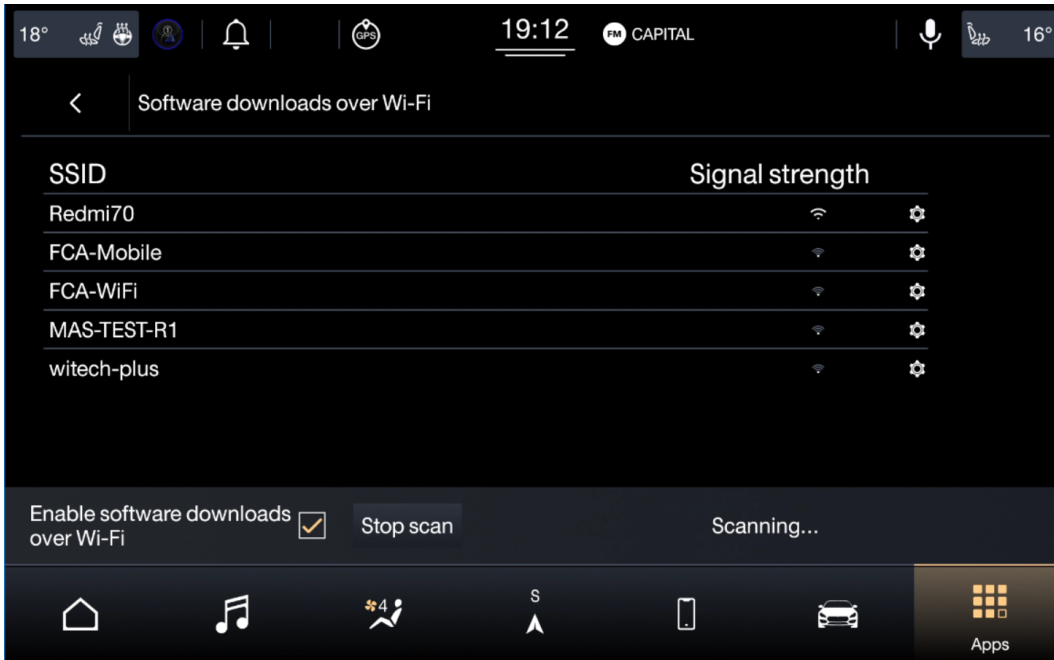 18°
GPS
19:12
FM CAPITAL
16°
Software downloads over Wi-Fi
SSID Signal strength
Redmi70
FCA-Mobile
FCA-WiFi
MAS-TEST-R1
witech-plus
Enable software downloads
over Wi-Fi
Stop scan
Scanning...
4
S
Apps